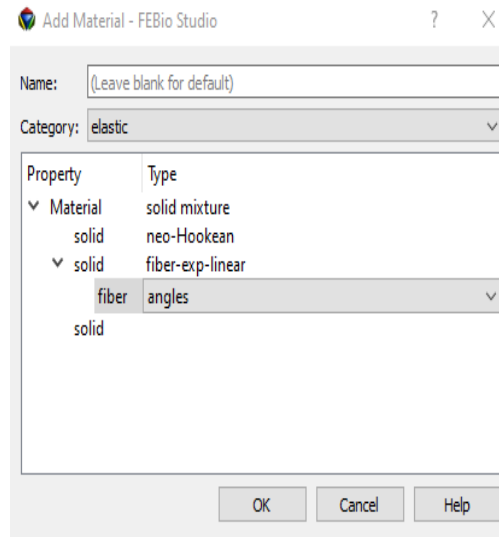 Add Material - FEBio Studio ? X
Name: (Leave blank for default)
Category: elastic
Property Type
Material solid mixture
solid neo-Hookean
solid fiber-exp-linear
fiber angles
solid
OK Cancel Help